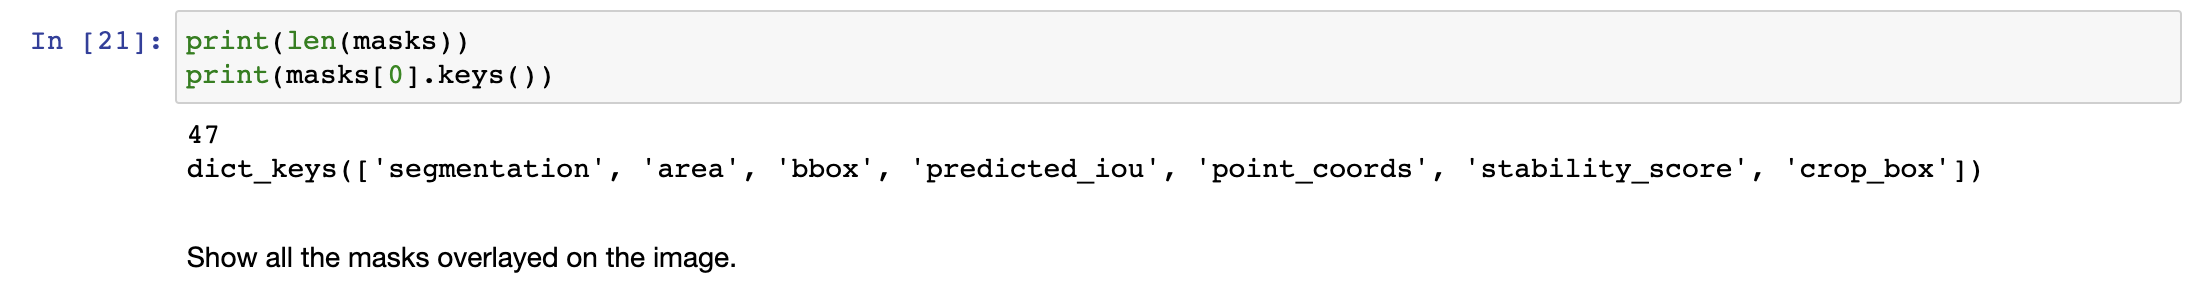 In [21]: print(len(masks))
print(masks[0].keys())
47
dict_keys(['segmentation', 'area', 'bbox', 'predicted_iou', 'point_coords', 'stability_score', 'crop_box'])
Show all the masks overlayed on the image.